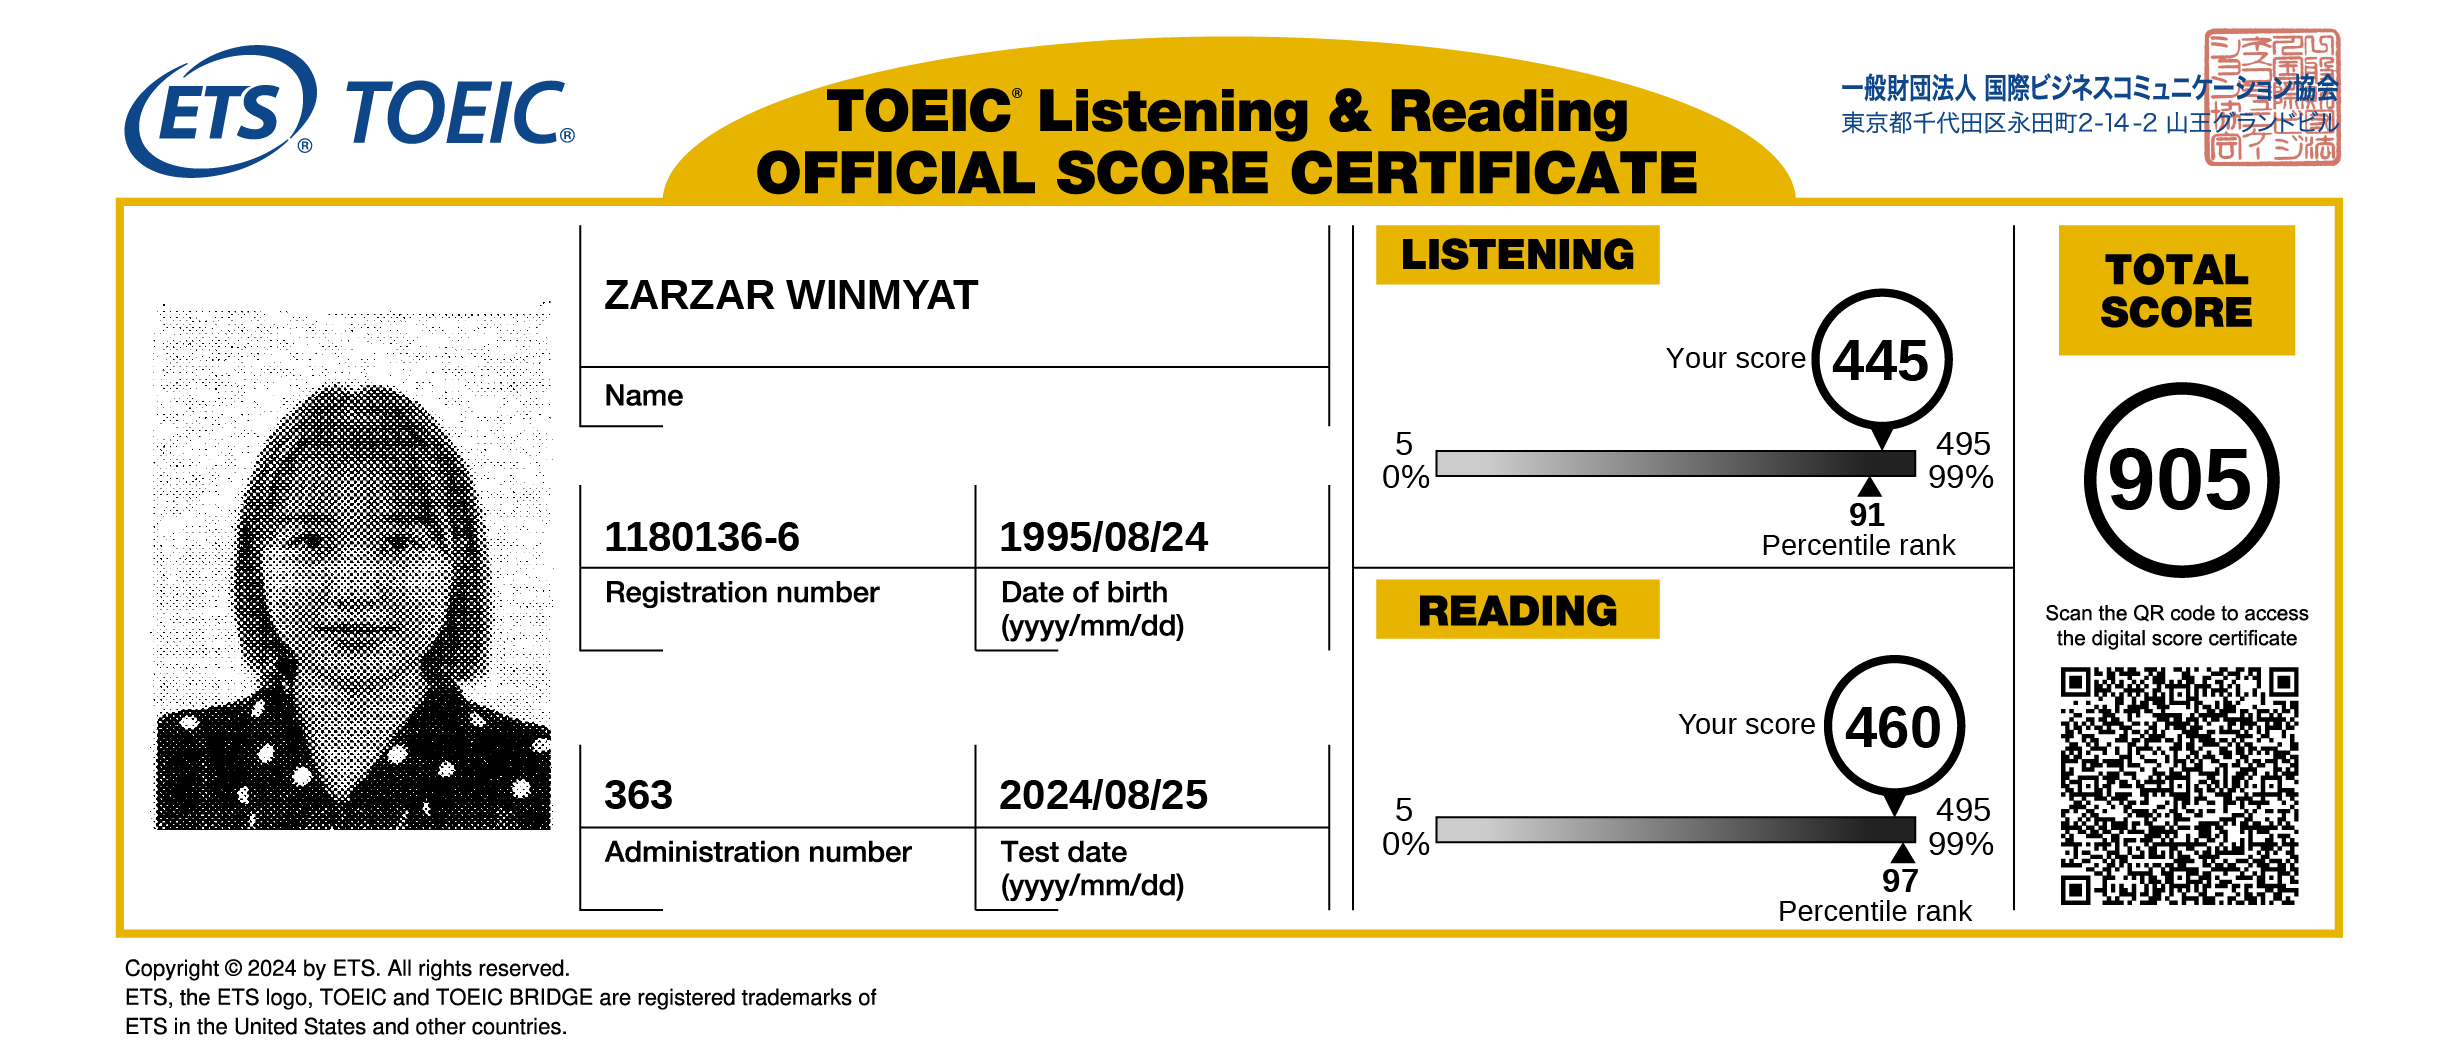 ETS® TOEIC®
TOEIC® Listening & Reading
OFFICIAL SCORE CERTIFICATE
一般財団法人 国際ビジネスコミュニケーション協会
東京都千代田区永田町2-14-2 山王グランドビル
ZARZAR WINMYAT
Name
1180136-6
Registration number
1995/08/24
Date of birth
(yyyy/mm/dd)
363
Administration number
2024/08/25
Test date
(yyyy/mm/dd)
LISTENING
Your score 445
5 495
0% 99%
91
Percentile rank
READING
Your score 460
5 495
0% 99%
97
Percentile rank
TOTAL
SCORE
905
Scan the QR code to access
the digital score certificate
Copyright © 2024 by ETS. All rights reserved.
ETS, the ETS logo, TOEIC and TOEIC BRIDGE are registered trademarks of
ETS in the United States and other countries.